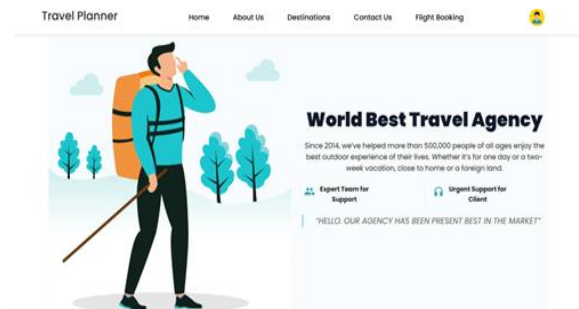 Travel Planner
Home About Us Destinations Contact Us Flight Booking
World Best Travel Agency
Since 2014, we've helped more than 500,000 people of all ages enjoy the
best outdoor experience of their lives. Whether it's for one day or a two-
week vacation, close to home or a foreign land.
Expert Team for
Support
Urgent Support for
Client
"HELLO. OUR AGENCY HAS BEEN PRESENT BEST IN THE MARKET"